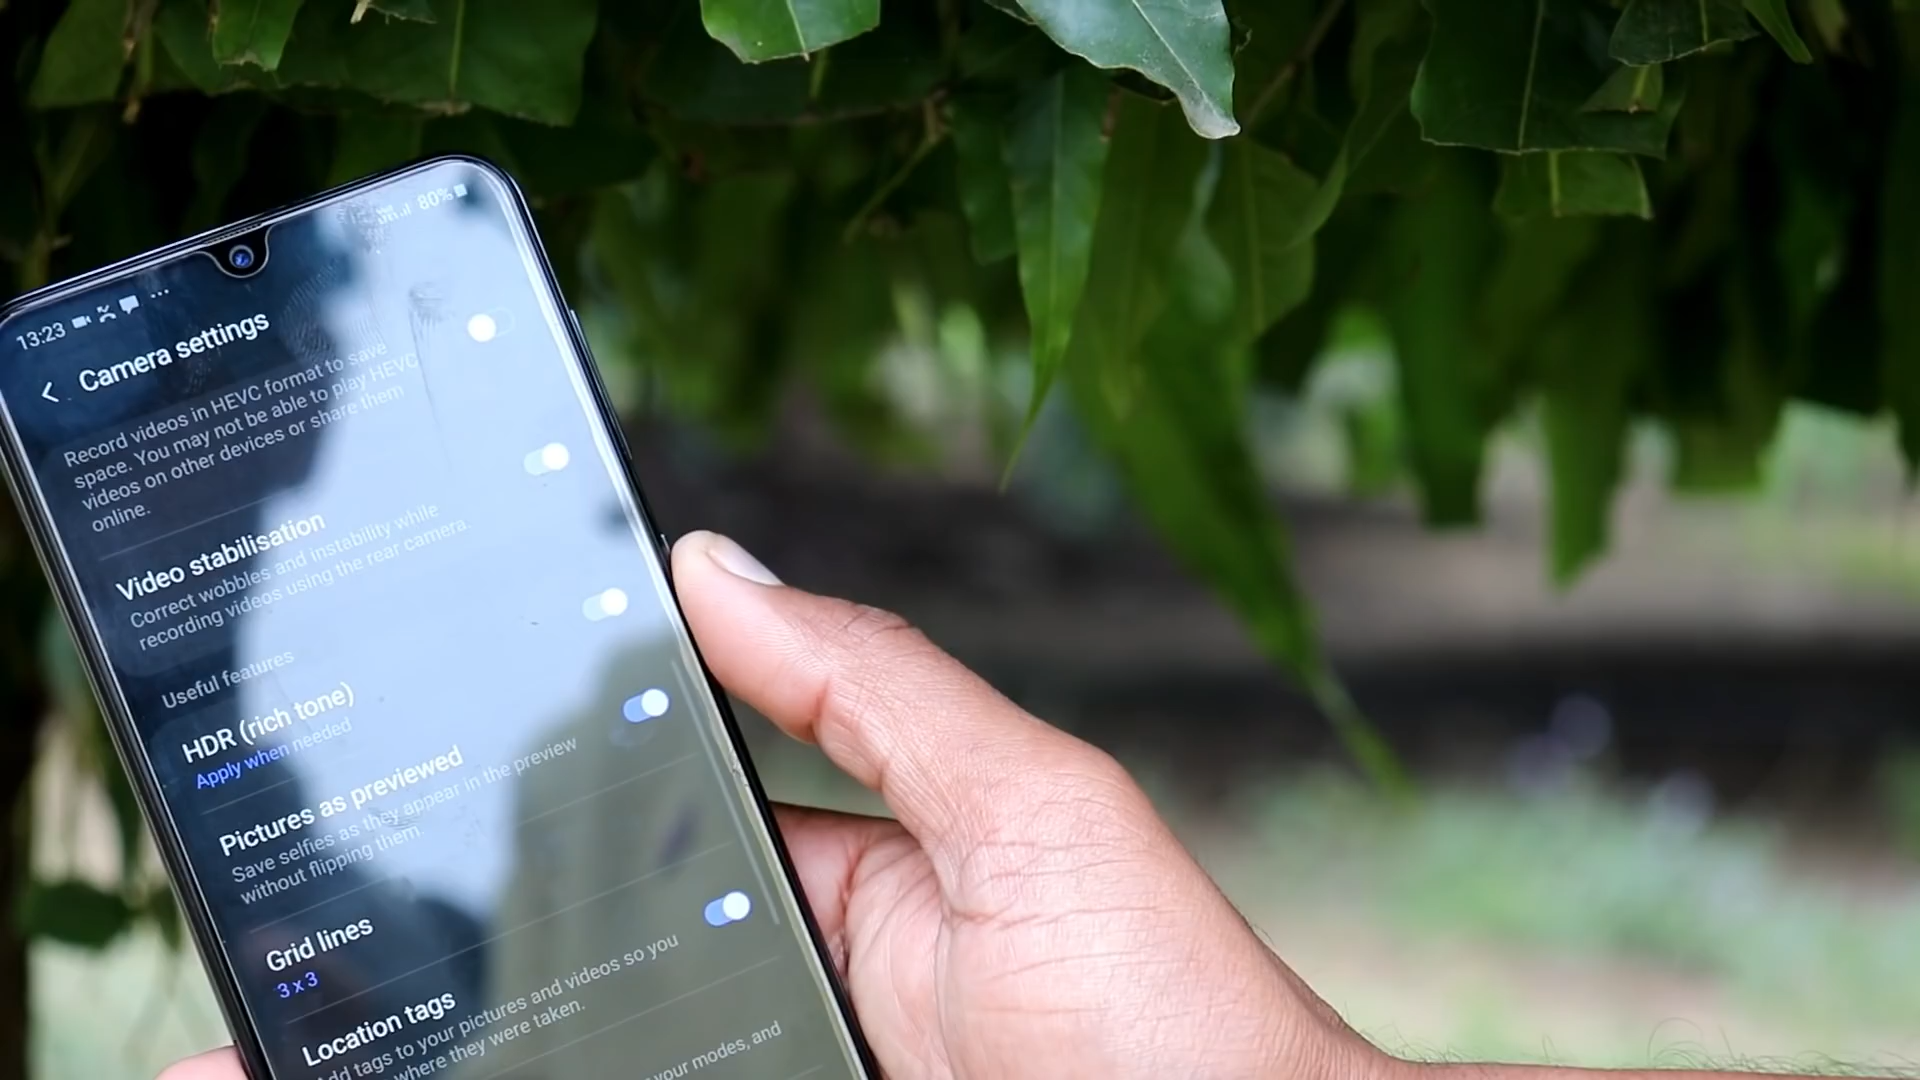 13:23
80%
Camera settings
Record videos in HEVC format to save
space. You may not be able to play HEVC
videos on other devices or share them
online.
Video stabilisation
Correct wobbles and instability while
recording videos using the rear camera.
Useful features
HDR (rich tone)
Apply when needed
Pictures as previewed
Save selfies as they appear in the preview
without flipping them.
Grid lines
3 x 3
Location tags
Add tags to your pictures and videos so you
where they were taken.
your modes, and